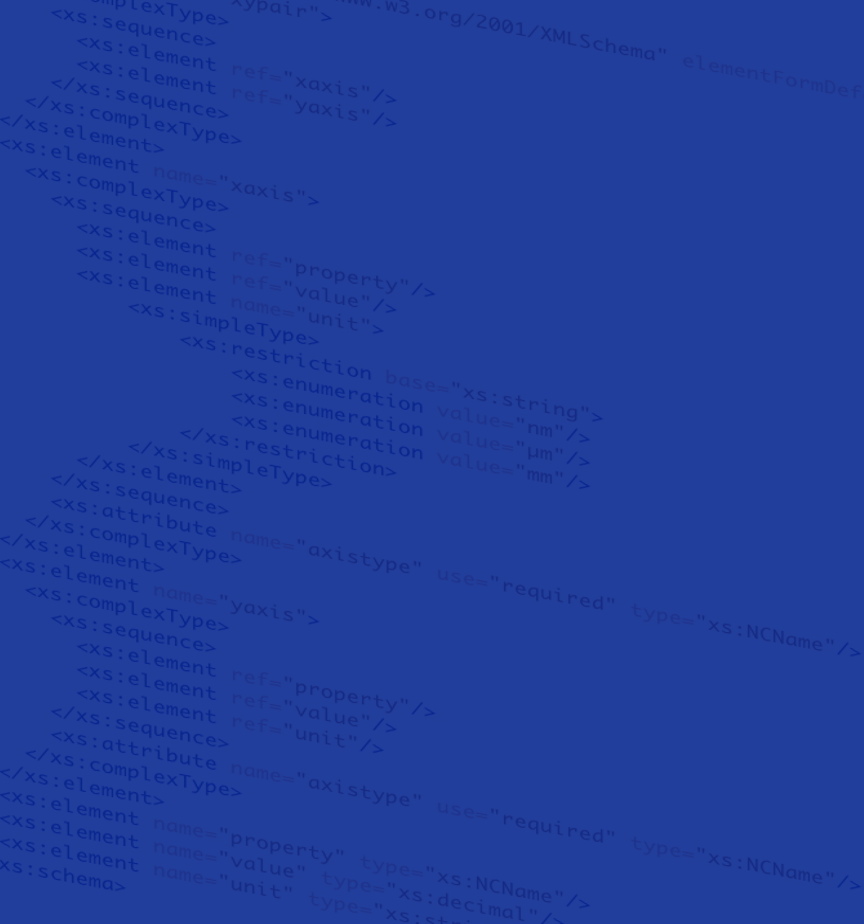 ww.w3.org/2001/XMLSchema" elementFormDef
mplexType> xypair">
<xs:sequence>
<xs:element ref="xaxis"/>
<xs:element ref="yaxis"/>
</xs:sequence>
</xs:complexType>
</xs:element>
<xs:element name="xaxis">
<xs:complexType>
<xs:sequence>
<xs:element ref="property"/>
<xs:element ref="value"/>
<xs:element name="unit">
<xs:simpleType>
<xs:restriction base="xs:string">
<xs:enumeration value="nm"/>
<xs:enumeration value="µm"/>
<xs:enumeration value="mm"/>
</xs:restriction>
</xs:simpleType>
</xs:element>
</xs:sequence>
<xs:attribute name="axistype" use="required" type="xs:NCName"/>
</xs:complexType>
</xs:element>
<xs:element name="yaxis">
<xs:complexType>
<xs:sequence>
<xs:element ref="property"/>
<xs:element ref="value"/>
<xs:element ref="unit"/>
</xs:sequence>
<xs:attribute name="axistype" use="required" type="xs:NCName"/>
</xs:complexType>
</xs:element>
<xs:element name="property" type="xs:NCName"/>
<xs:element name="value" type="xs:decimal"/>
<xs:element name="unit" type="xs:stri
xs:schema>